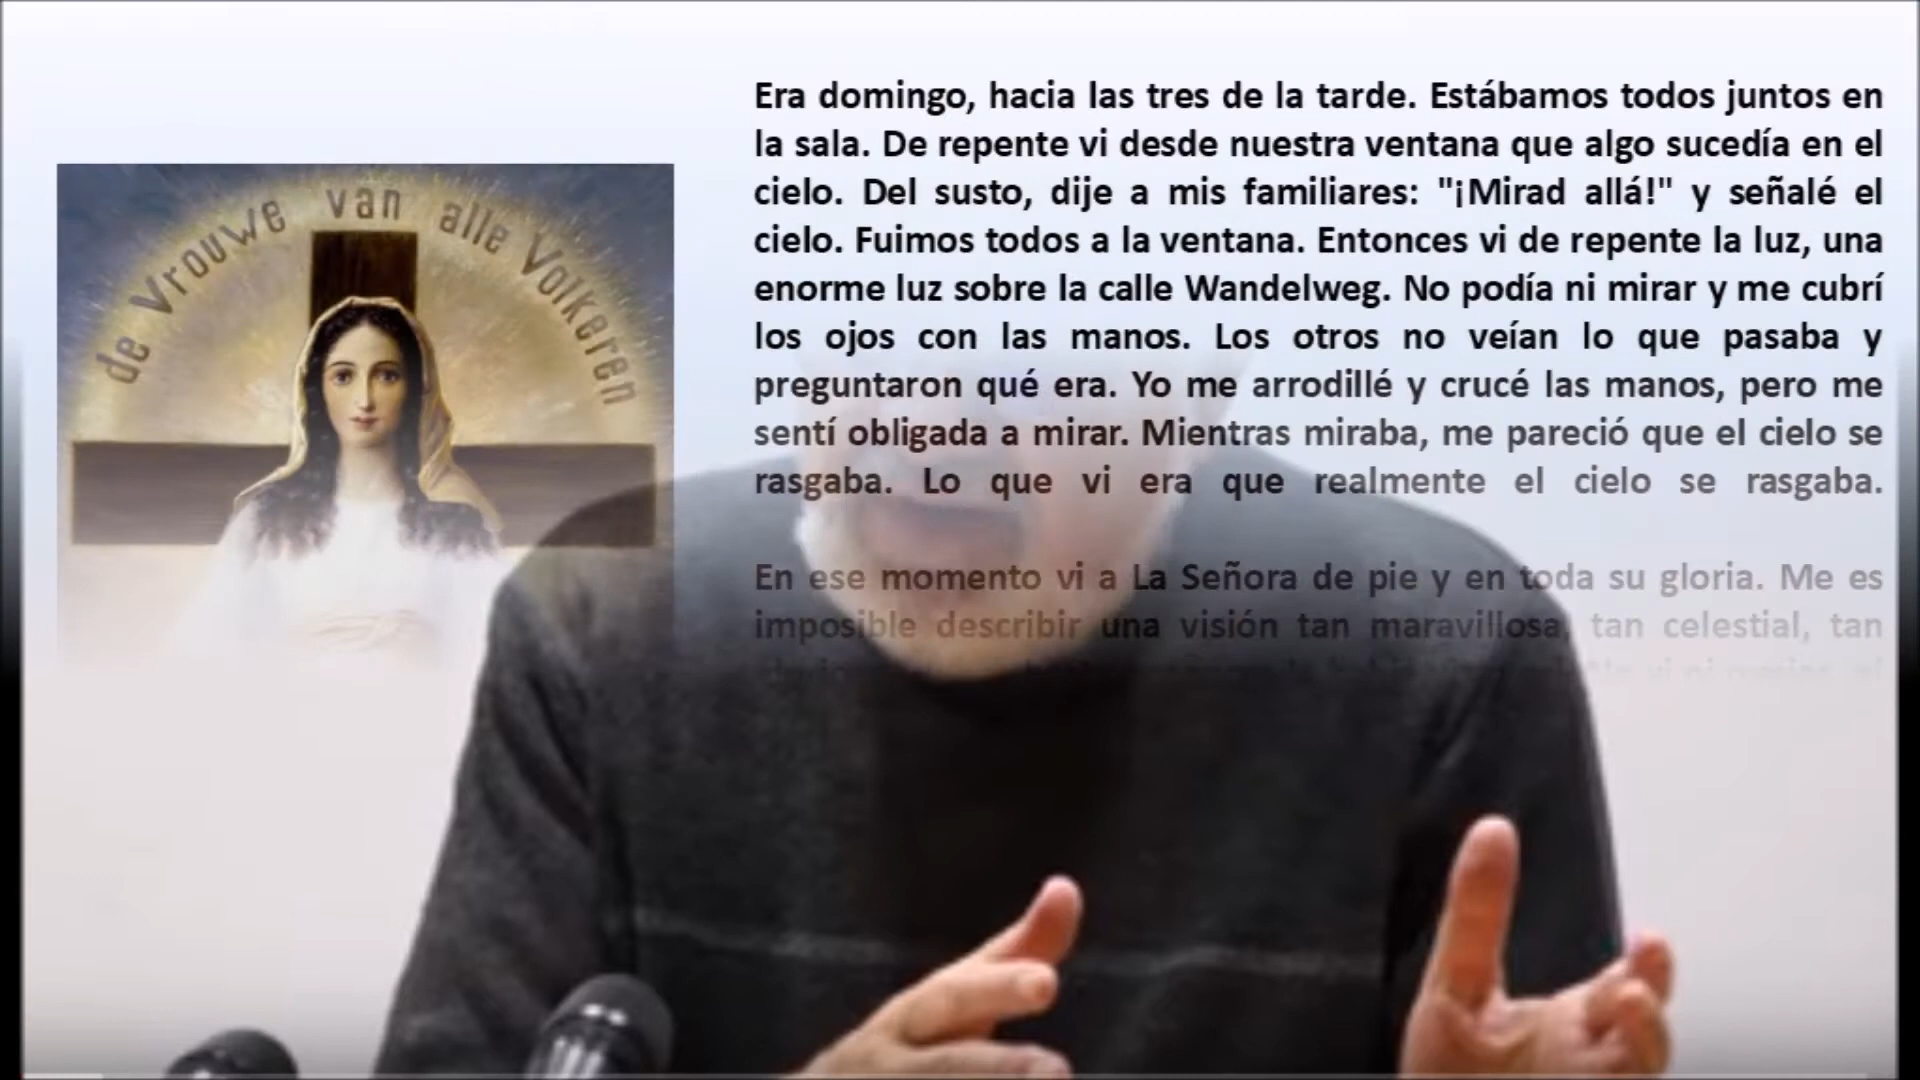 de Vrouwe van alle Volkeren
Era domingo, hacia las tres de la tarde. Estábamos todos juntos en
la sala. De repente vi desde nuestra ventana que algo sucedía en el
cielo. Del susto, dije a mis familiares: "¡Mirad allá!" y señalé el
cielo. Fuimos todos a la ventana. Entonces vi de repente la luz, una
enorme luz sobre la calle Wandelweg. No podía ni mirar y me cubrí
los ojos con las manos. Los otros no veían lo que pasaba y
preguntaron qué era. Yo me arrodillé y crucé las manos, pero me
sentí obligada a mirar. Mientras miraba, me pareció que el cielo se
rasgaba. Lo que vi era que realmente el cielo se rasgaba.
En ese momento vi a La Señora de pie y en toda su gloria. Me es
imposible describir una visión tan maravillosa, tan celestial, tan